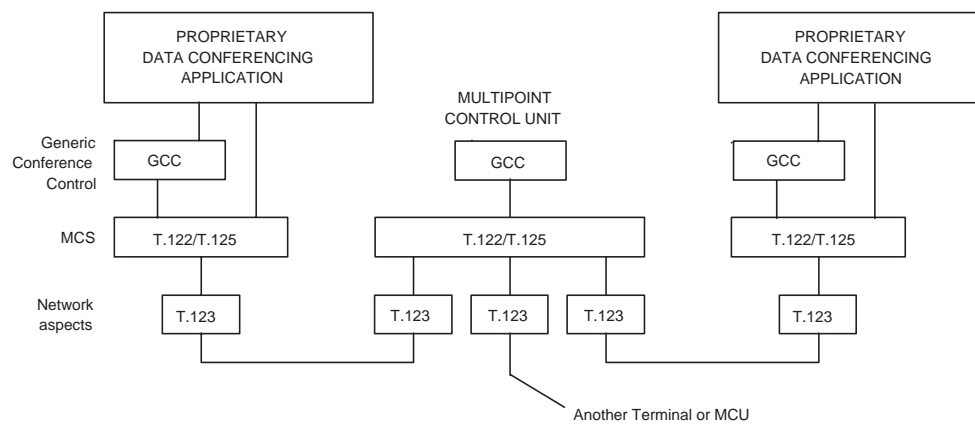 PROPRIETARY
DATA CONFERENCING
APPLICATION
PROPRIETARY
DATA CONFERENCING
APPLICATION
MULTIPOINT
CONTROL UNIT
Generic
Conference
Control
GCC
GCC
GCC
MCS
T.122/T.125
T.122/T.125
T.122/T.125
Network
aspects
T.123
T.123
T.123
T.123
T.123
Another Terminal or MCU